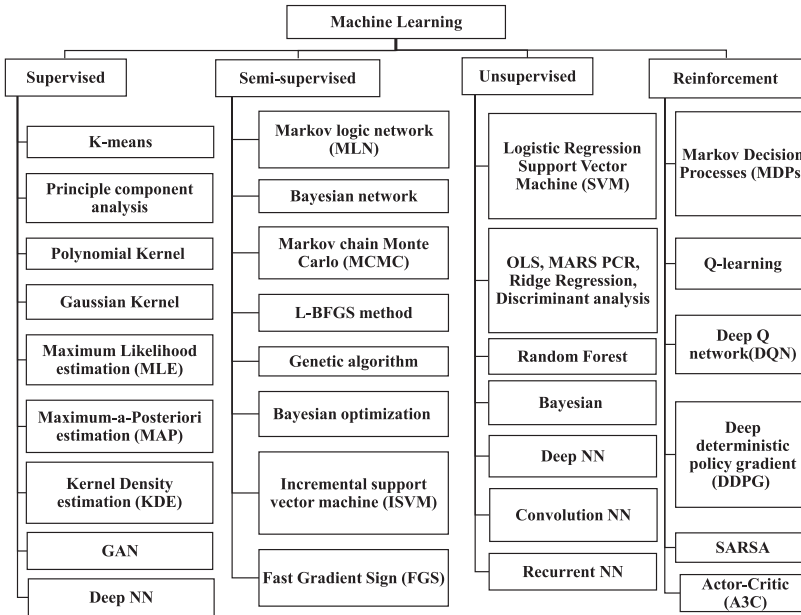 Machine Learning
Supervised
K-means
Principle component
analysis
Polynomial Kernel
Gaussian Kernel
Maximum Likelihood
estimation (MLE)
Maximum-a-Posteriori
estimation (MAP)
Kernel Density
estimation (KDE)
GAN
Deep NN
Semi-supervised
Markov logic network
(MLN)
Bayesian network
Markov chain Monte
Carlo (MCMC)
L-BFGS method
Genetic algorithm
Bayesian optimization
Incremental support
vector machine (ISVM)
Fast Gradient Sign (FGS)
Unsupervised
Logistic Regression
Support Vector
Machine (SVM)
OLS, MARS PCR,
Ridge Regression,
Discriminant analysis
Random Forest
Bayesian
Deep NN
Convolution NN
Recurrent NN
Reinforcement
Markov Decision
Processes (MDPs
Q-learning
Deep Q
network(DQN)
Deep
deterministic
policy gradient
(DDPG)
SARSA
Actor-Critic
(A3C)